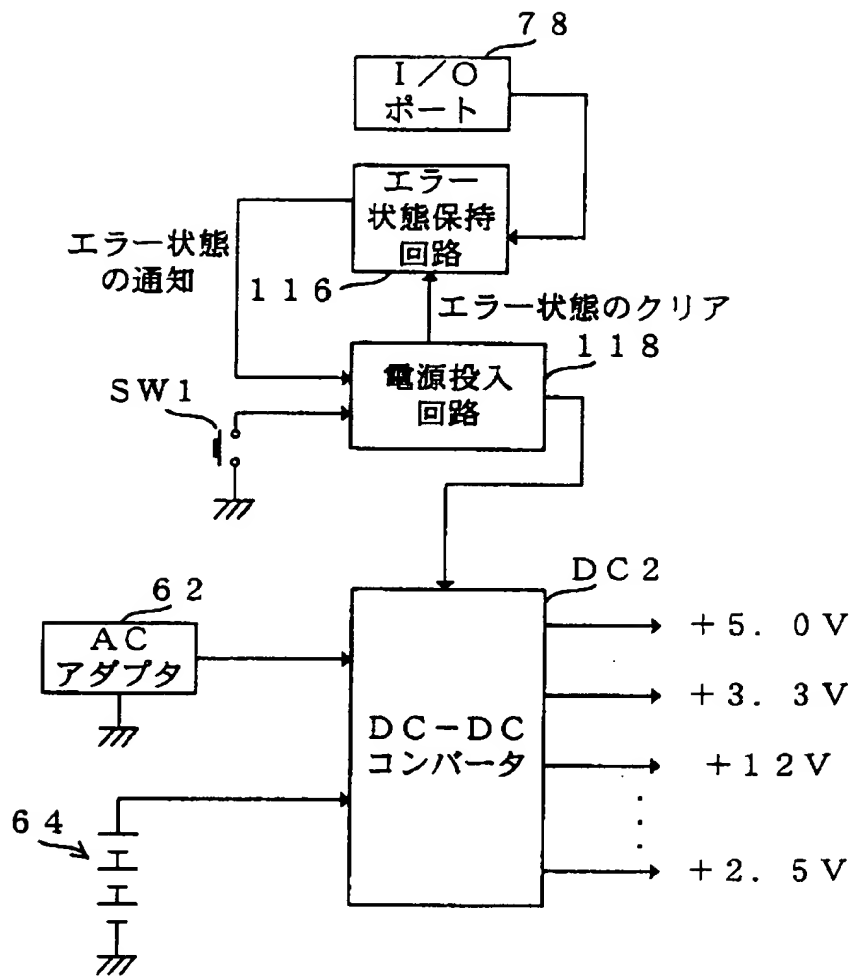 ７８
Ｉ／Ｏ
ポート
エラー
状態保持
回路
エラー状態
の通知
１１６
エラー状態のクリア
１１８
電源投入
回路
ＳＷ１
ＤＣ２
６２
ＡＣ
アダプタ
＋５．０Ｖ
＋３．３Ｖ
ＤＣ－ＤＣ
コンバータ
＋１２Ｖ
６４
＋２．５Ｖ